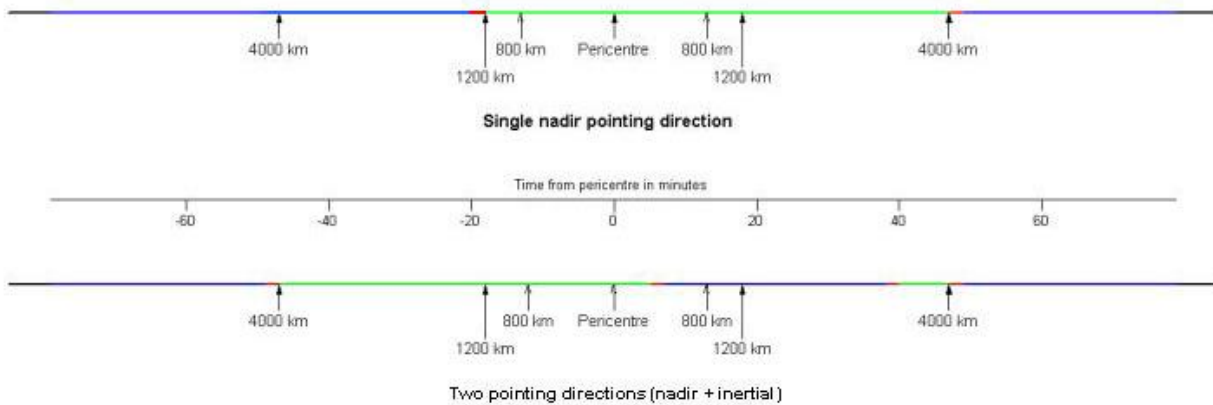 4000 km 800 km Pericentre 800 km 4000 km
1200 km 1200 km
Single nadir pointing direction
Time from pericentre in minutes
-60 -40 -20 0 20 40 60
4000 km 800 km Pericentre 800 km 4000 km
1200 km 1200 km
Two pointing directions (nadir + inertial)